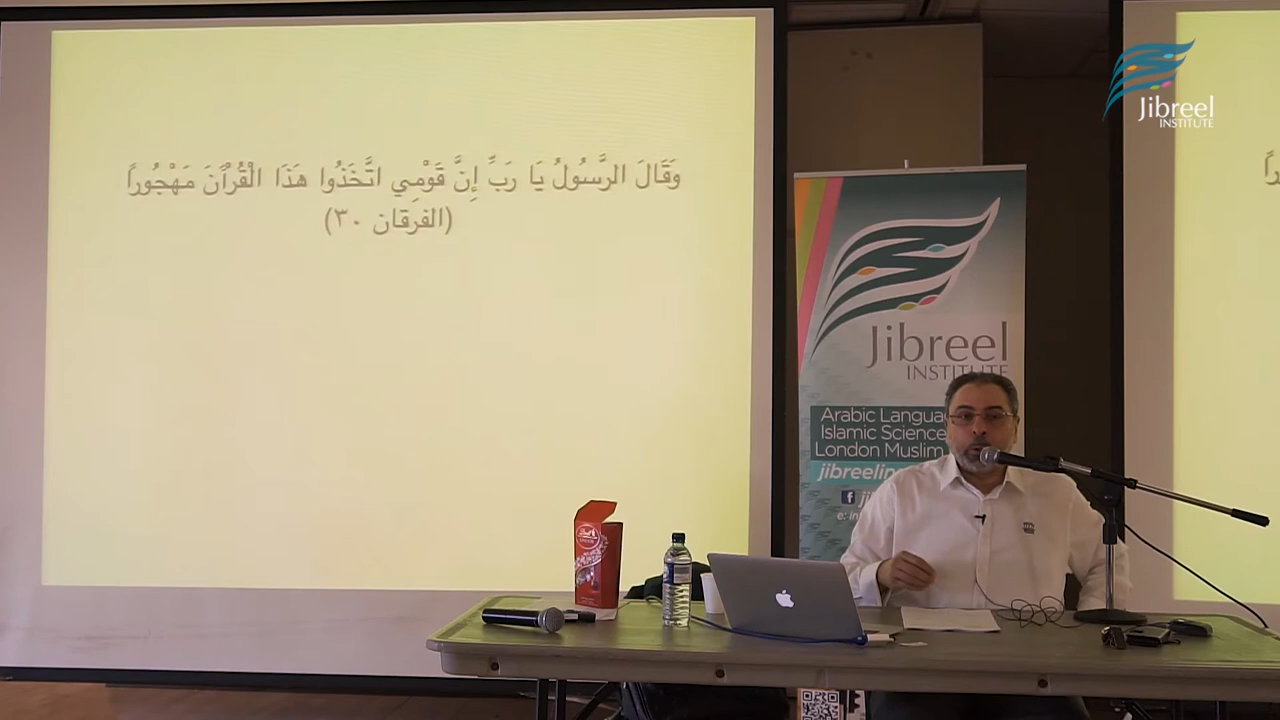 وَقَالَ الرَّسُولُ يَا رَبِّ إِنَّ قَوْمِي اتَّخَذُوا هَذَا الْقُرْآنَ مَهْجُوراً
(الفرقان ٣٠)
Jibreel
INSTITUTE
Jibreel
INSTITUTE
Arabic Langua
Islamic Science
London Muslim
jibreelin